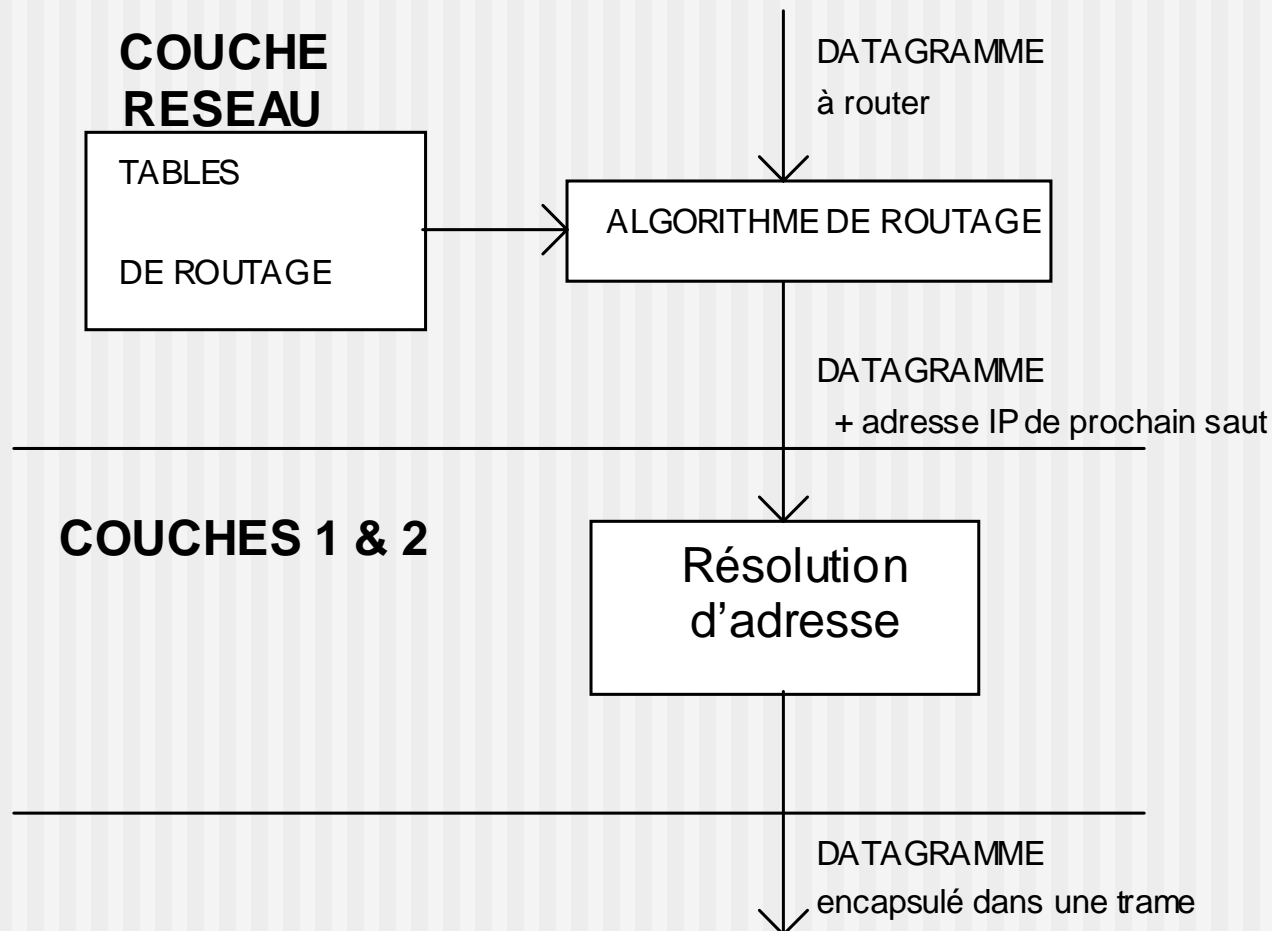 COUCHE
RESEAU
DATAGRAMME
à router
TABLES
DE ROUTAGE
ALGORITHME DE ROUTAGE
DATAGRAMME
+ adresse IP de prochain saut
COUCHES 1 & 2
Résolution
d’adresse
DATAGRAMME
encapsulé dans une trame